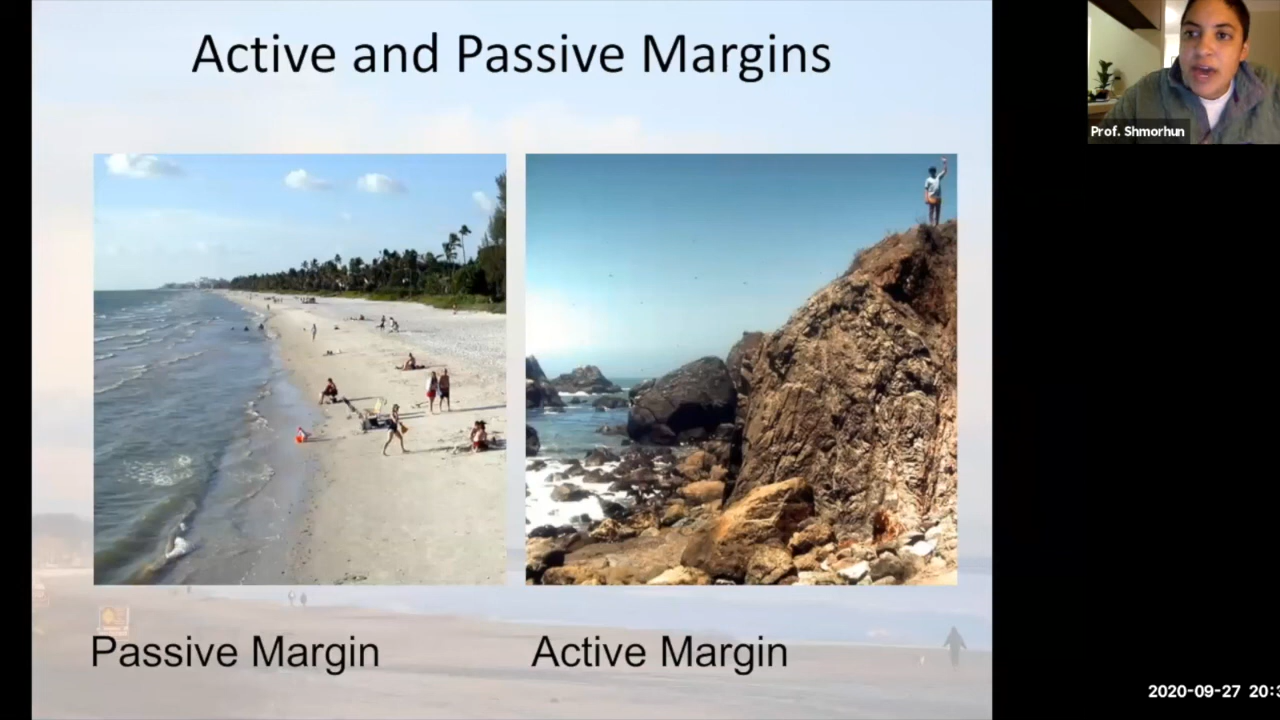 Active and Passive Margins
Prof. Shmorhun
Passive Margin
Active Margin
2020-09-27 20:3